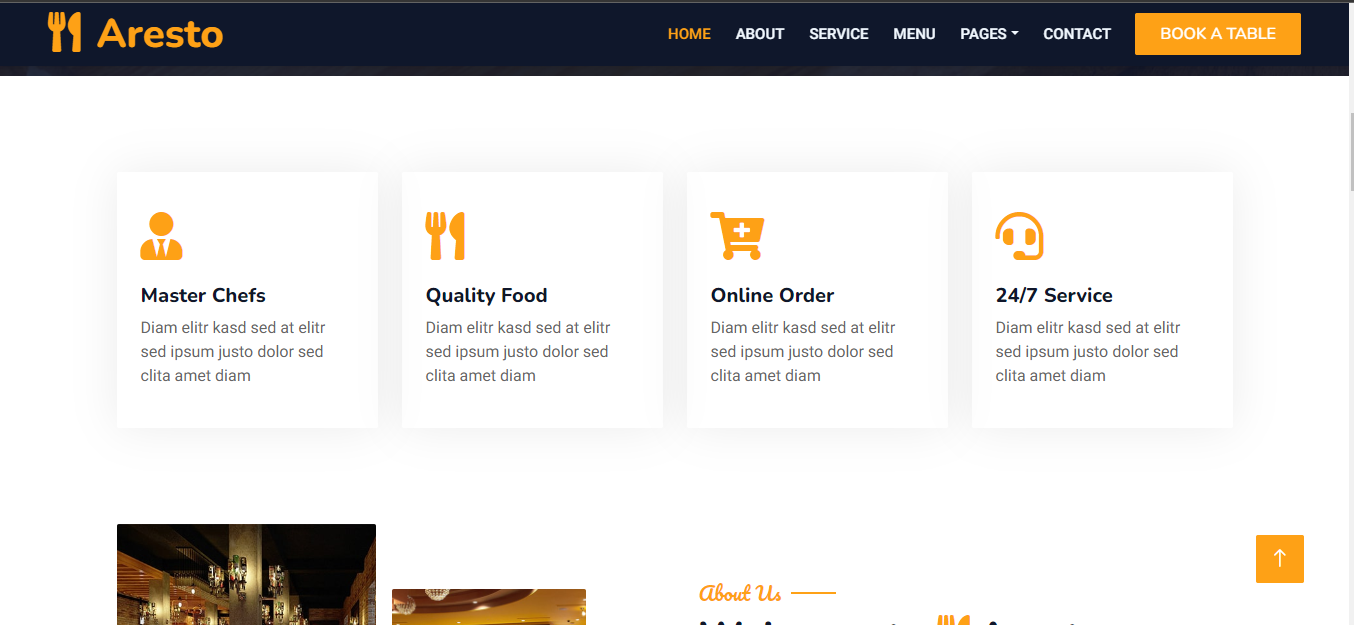 Aresto
HOME ABOUT SERVICE MENU PAGES CONTACT BOOK A TABLE
Master Chefs
Diam elitr kasd sed at elitr
sed ipsum justo dolor sed
clita amet diam
Quality Food
Diam elitr kasd sed at elitr
sed ipsum justo dolor sed
clita amet diam
Online Order
Diam elitr kasd sed at elitr
sed ipsum justo dolor sed
clita amet diam
24/7 Service
Diam elitr kasd sed at elitr
sed ipsum justo dolor sed
clita amet diam
About Us